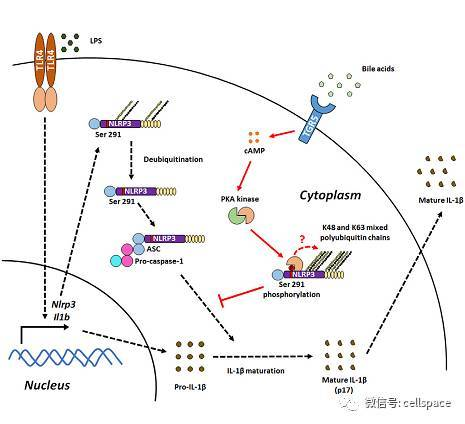 TLR4
TLR4
LPS
Bile acids
TGR5
NLRP3
Ser 291
Deubiquitination
cAMP
NLRP3
Ser 291
PKA kinase
Cytoplasm
Mature IL-1β
NLRP3
ASC
Pro-caspase-1
?
K48 and K63 mixed
polyubiquitin chains
NLRP3
Ser 291
phosphorylation
Nlrp3
Il1b
Nucleus
Pro-IL-1β
IL-1β maturation
Mature IL-1β
(p17)
微信号: cellspace